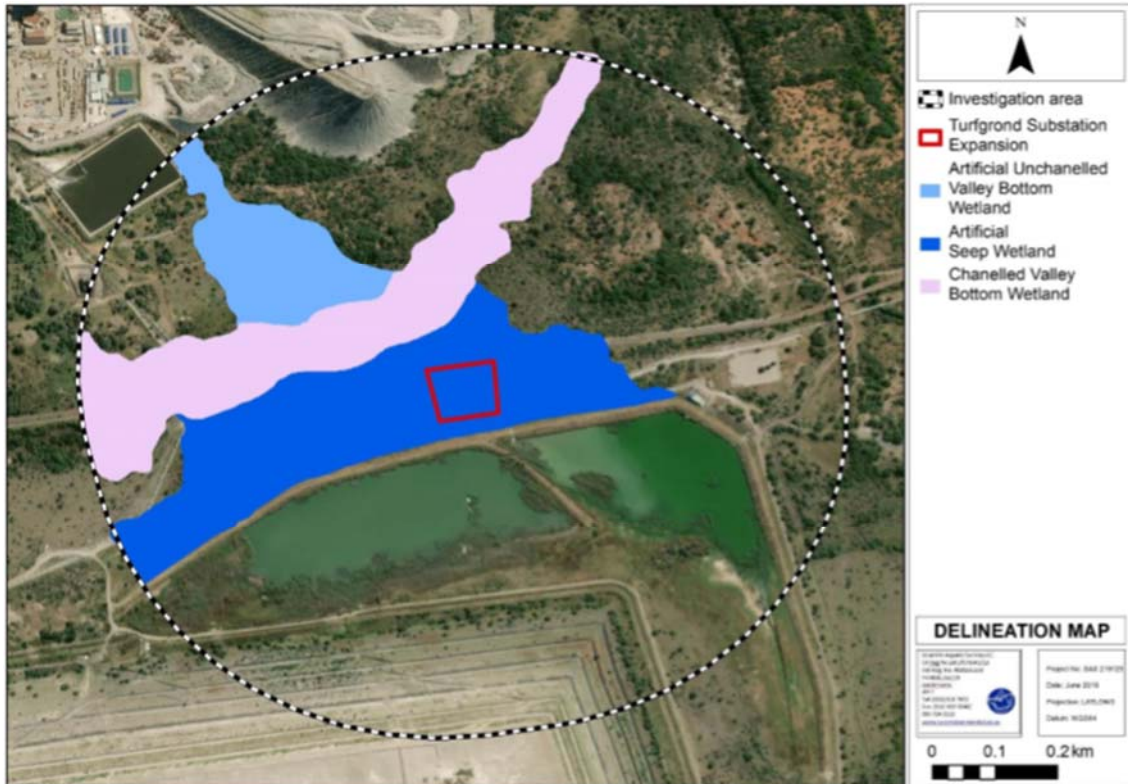 N
Investigation area
Turfgrond Substation
Expansion
Artificial Unchanelled
Valley Bottom
Wetland
Artificial
Seep Wetland
Chanelled Valley
Bottom Wetland
DELINEATION MAP
Date: June 2019
0 0.1 0.2 km